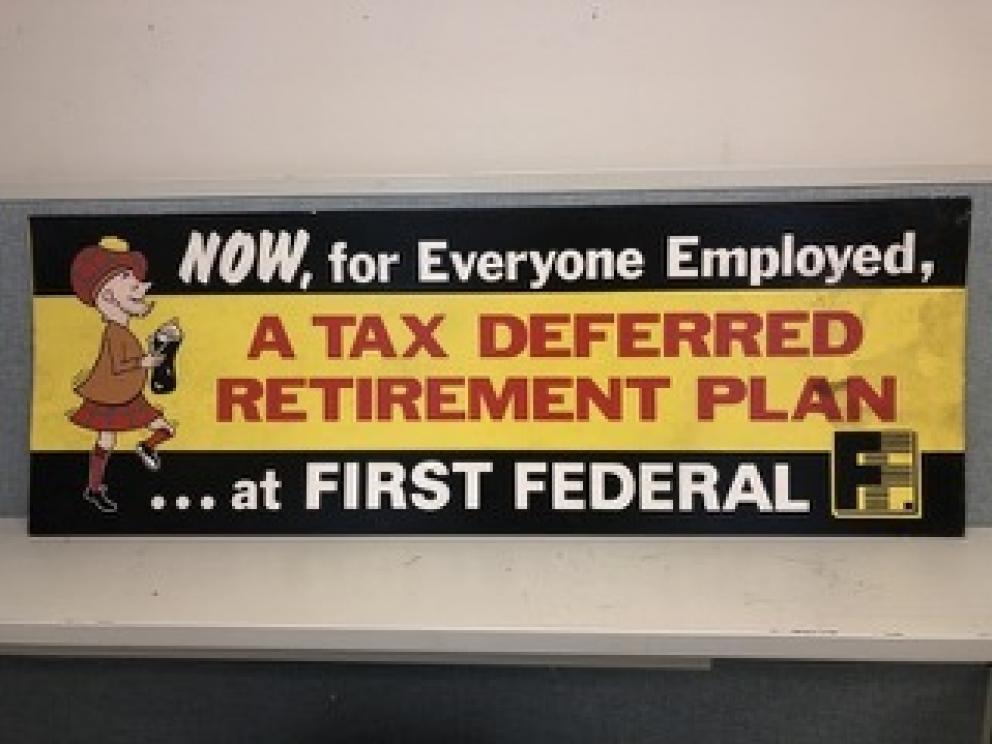 NOW, for Everyone Employed,
A TAX DEFERRED
RETIREMENT PLAN
... at FIRST FEDERAL
F.